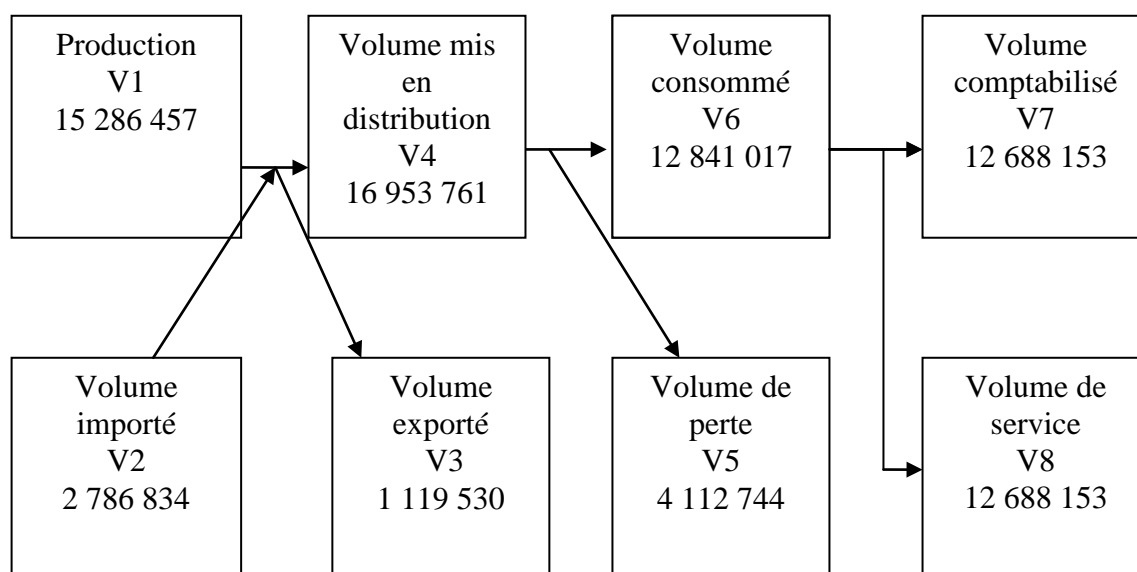 Production
V1
15 286 457
Volume mis
en
distribution
V4
16 953 761
Volume
consommé
V6
12 841 017
Volume
comptabilisé
V7
12 688 153
Volume
importé
V2
2 786 834
Volume
exporté
V3
1 119 530
Volume de
perte
V5
4 112 744
Volume de
service
V8
12 688 153